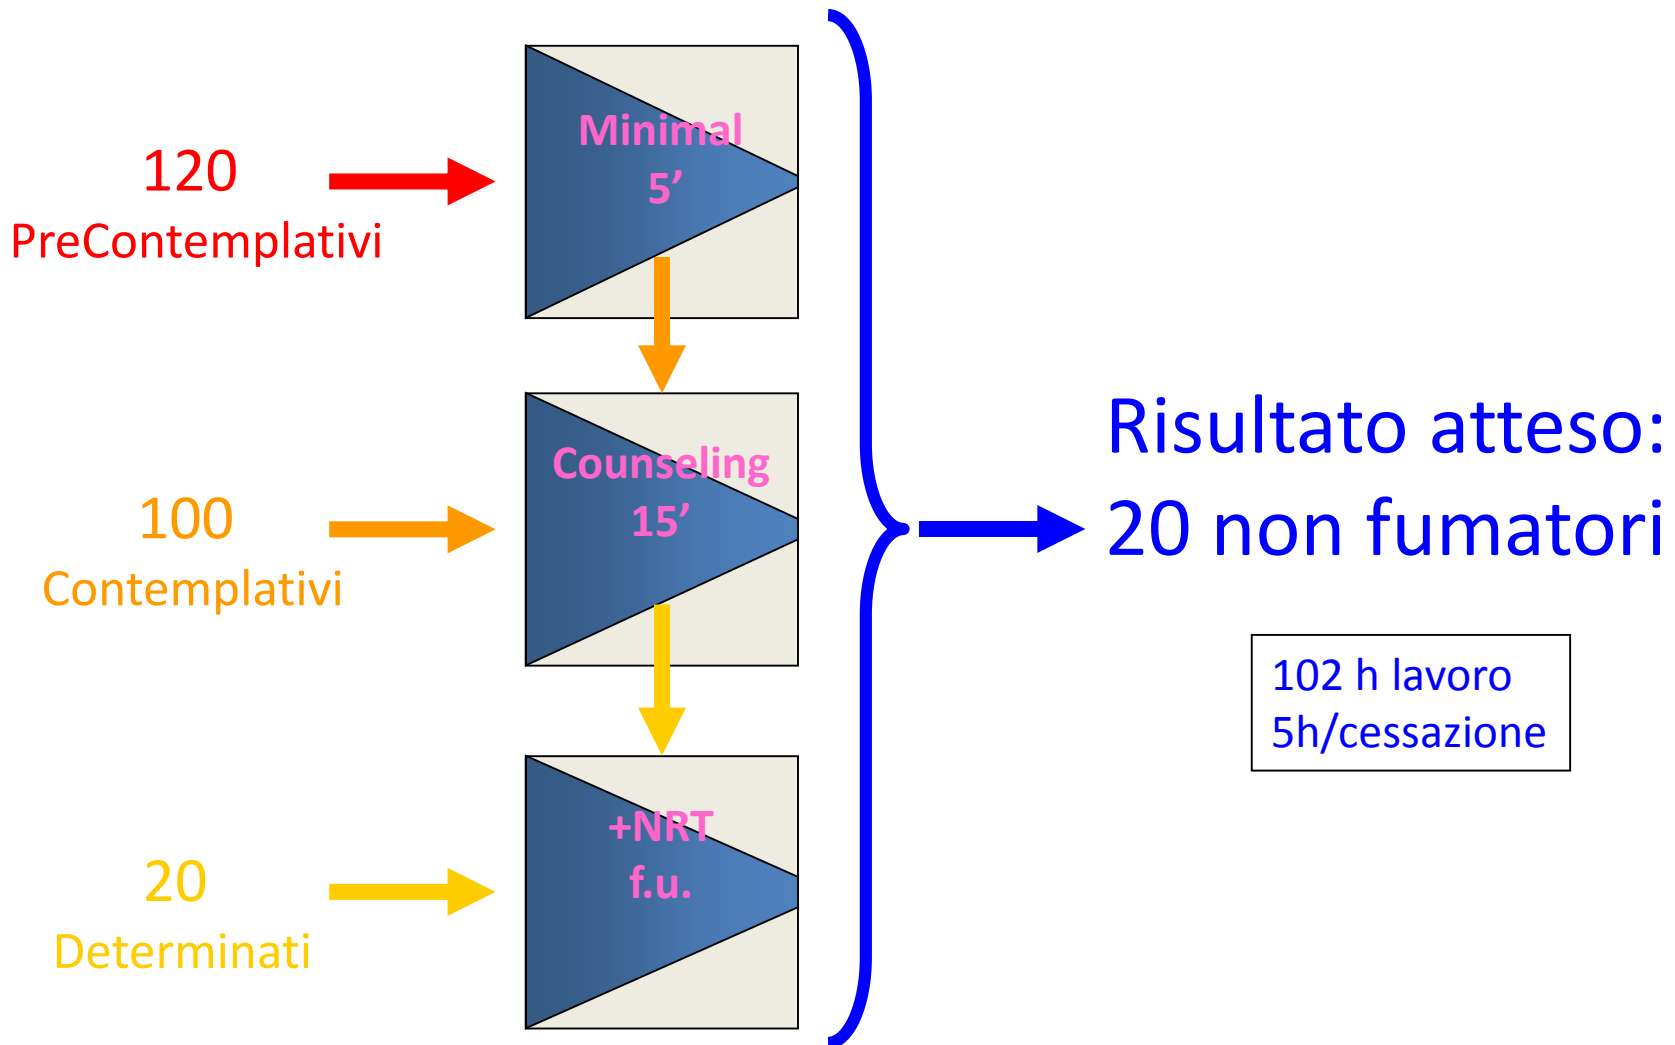 120
PreContemplativi
Minimal
5’
100
Contemplativi
Counseling
15’
20
Determinati
+NRT
f.u.
Risultato atteso:
20 non fumatori
102 h lavoro
5h/cessazione